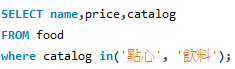 SELECT name,price,catalog
FROM food
where catalog in('點心', '飲料');